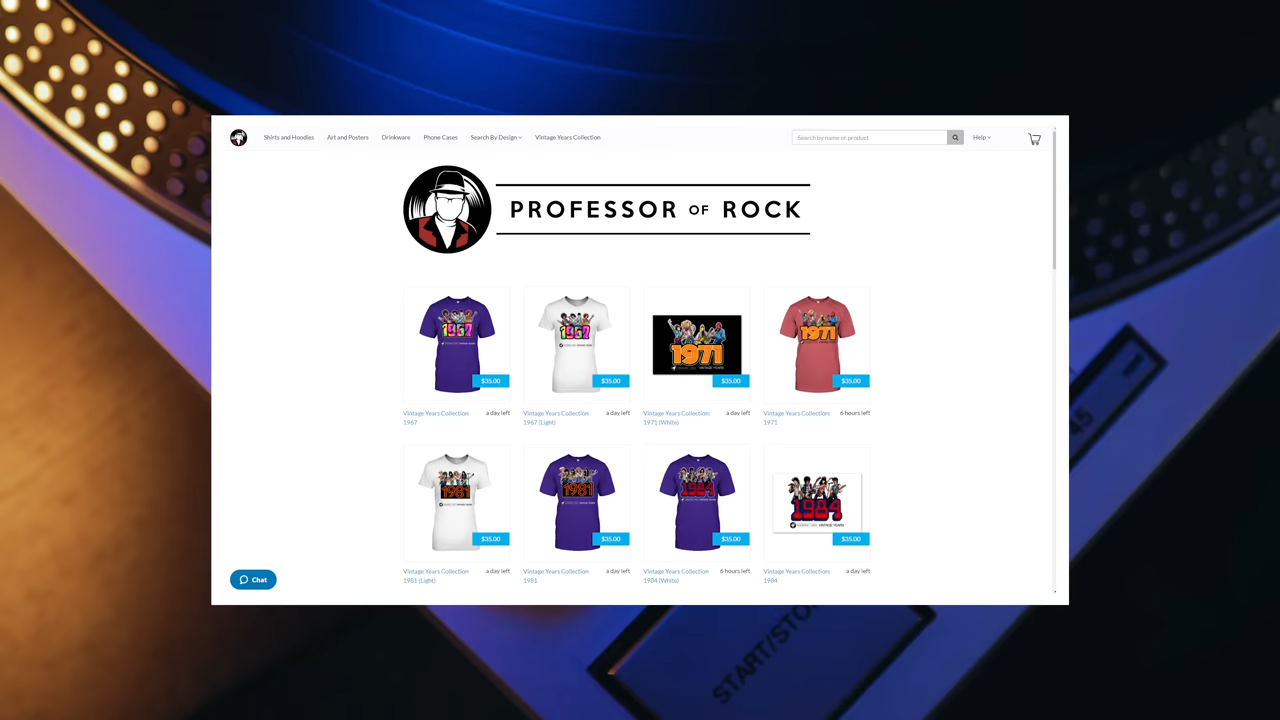 Shirts and Hoodies Art and Posters Drinkware Phone Cases Search By Design Vintage Years Collection Search by name or product Help
PROFESSOR OF ROCK
1967 1967 1971 1971
$35.00 $35.00 $35.00 $35.00
Vintage Years Collection a day left Vintage Years Collection a day left Vintage Years Collection: a day left Vintage Years Collection: 6 hours left
1967 1967 (Light) 1971 (White) 1971
1981 1981 1984 1984
VINTAGE YEARS
$35.00 $35.00 $35.00 $35.00
Vintage Years Collection a day left Vintage Years Collection a day left Vintage Years Collection 6 hours left Vintage Years Collection: a day left
1981 (Light) 1981 1984 (White) 1984
Chat
45
START/STO